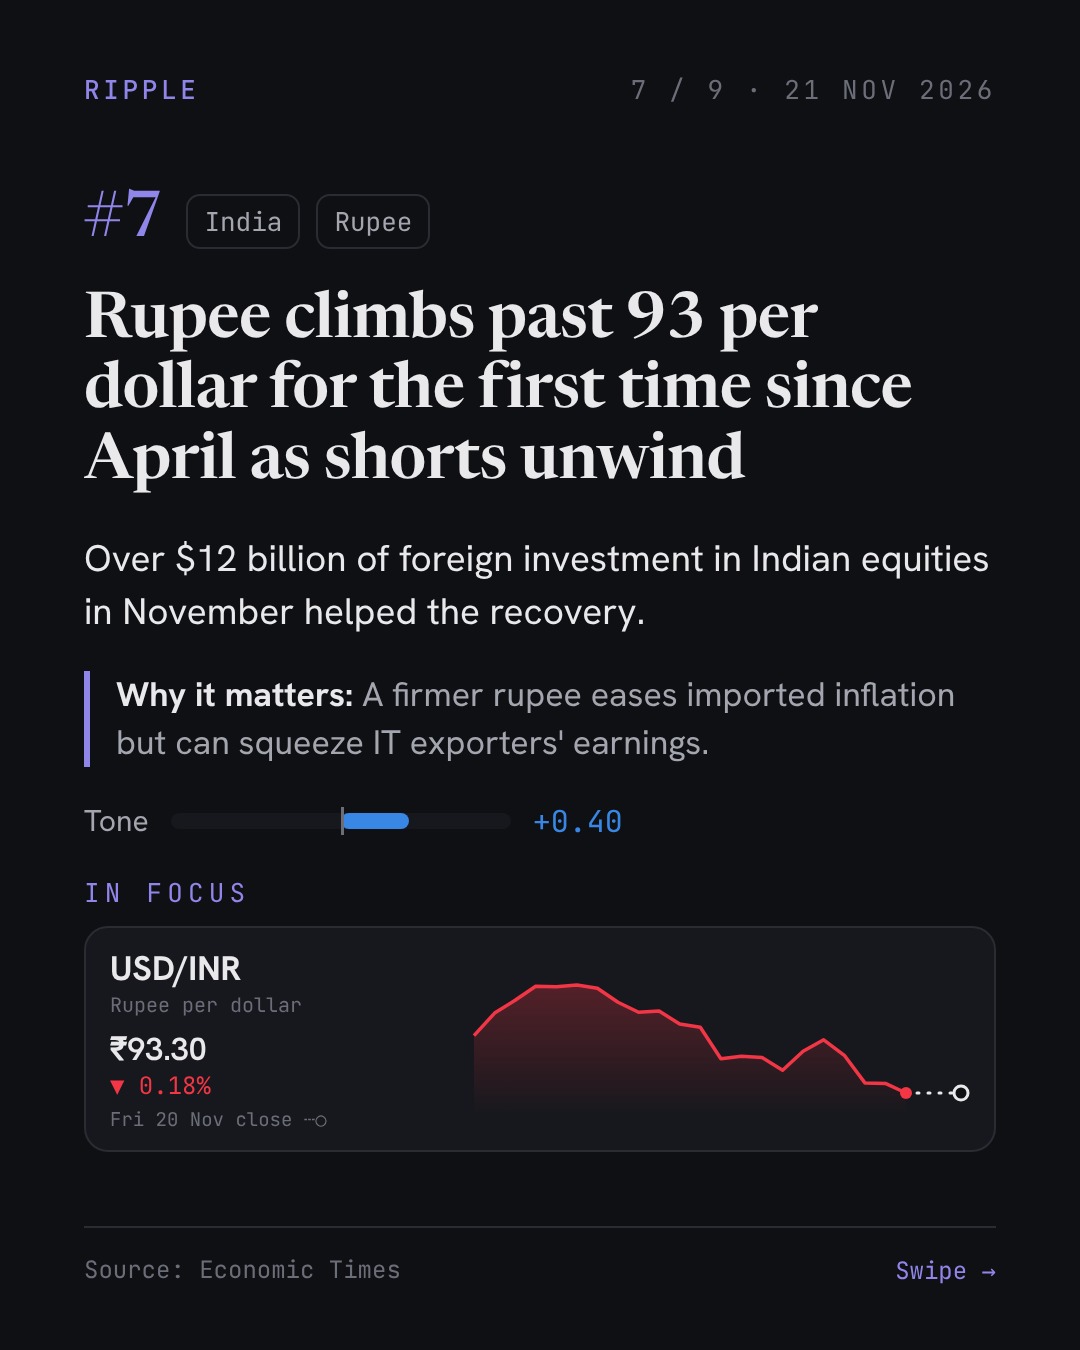 RIPPLE
7 / 9 · 21 NOV 2026
#7 India Rupee
Rupee climbs past 93 per
dollar for the first time since
April as shorts unwind
Over $12 billion of foreign investment in Indian equities
in November helped the recovery.
Why it matters: A firmer rupee eases imported inflation
but can squeeze IT exporters' earnings.
Tone +0.40
IN FOCUS
USD/INR
Rupee per dollar
₹93.30
▼ 0.18%
Fri 20 Nov close
Source: Economic Times
Swipe →